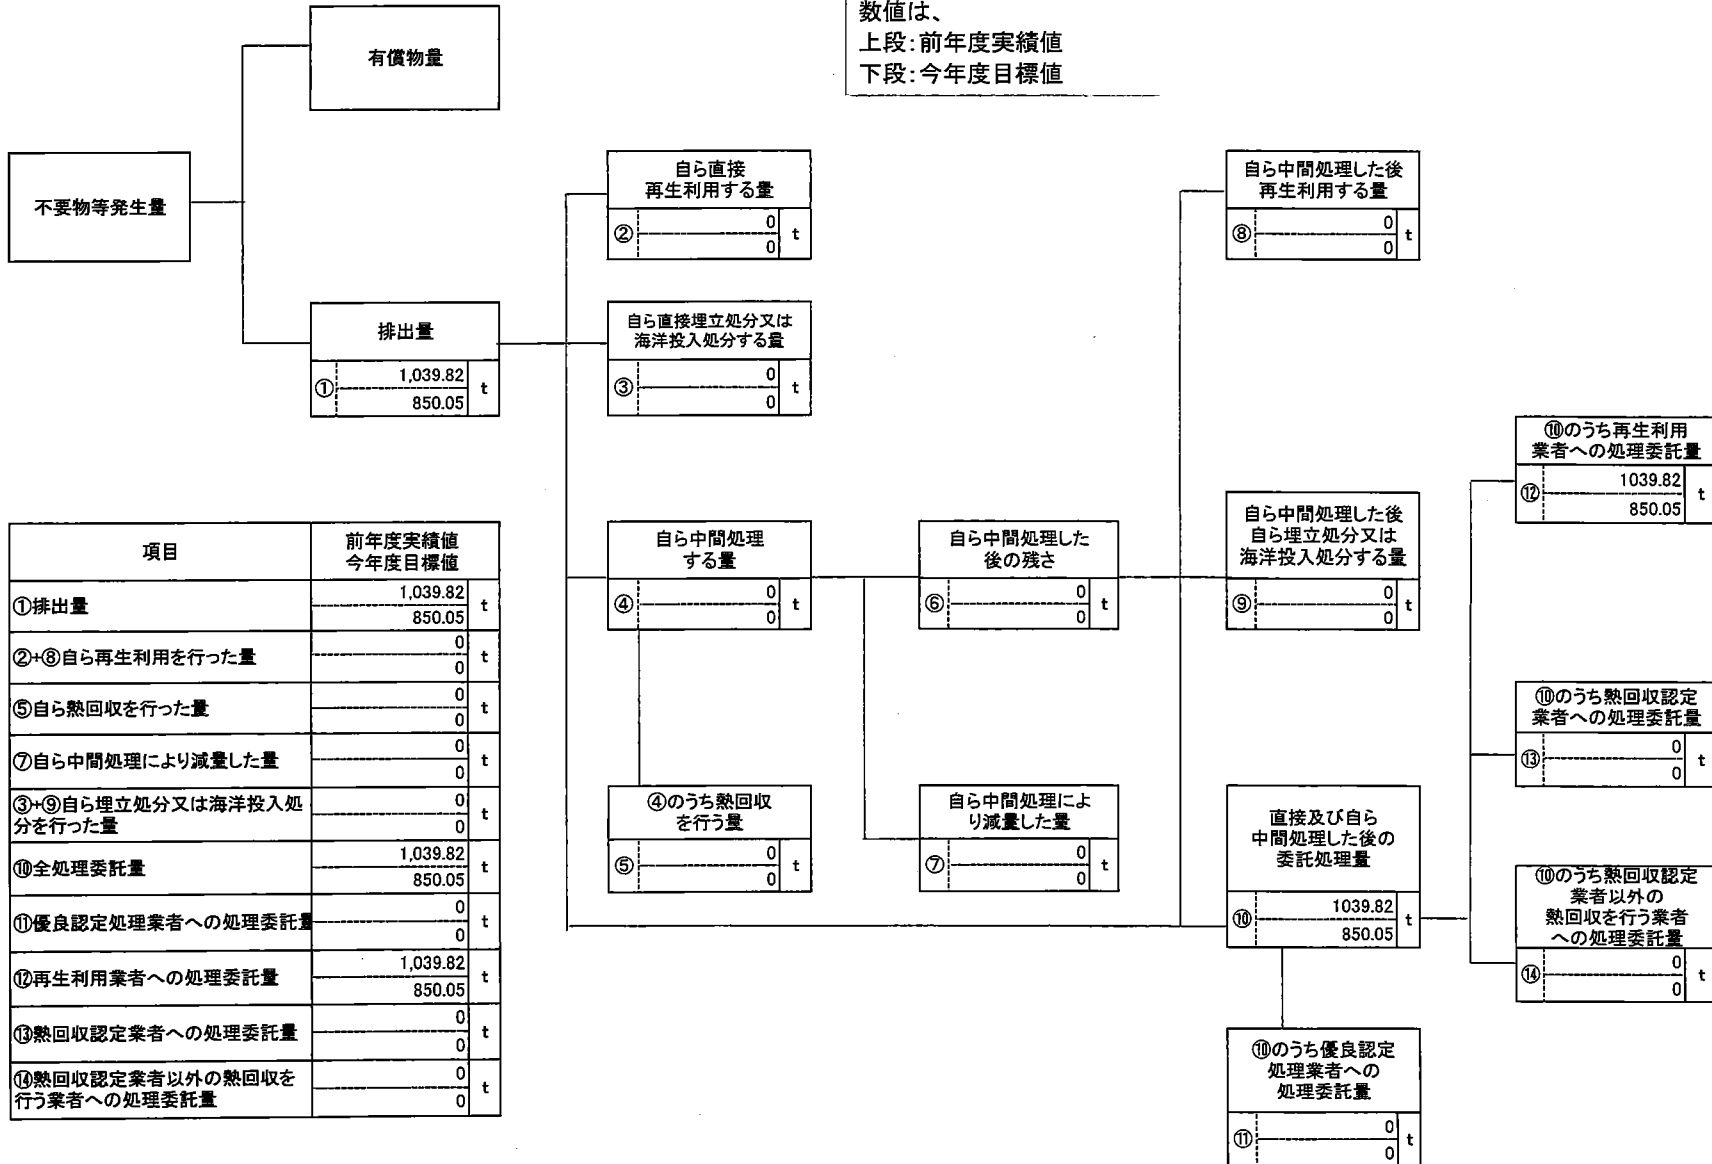 数値は、
上段：前年度実績値
下段：今年度目標値
有償物量
不要物等発生量
排出量
① 1,039.82 t
850.05
自ら直接
再生利用する量
② 0 t
0
自ら直接埋立処分又は
海洋投入処分する量
③ 0 t
0
自ら中間処理した後
再生利用する量
⑧ 0 t
0
自ら中間処理
する量
④ 0 t
0
自ら中間処理した
後の残さ
⑥ 0 t
0
自ら中間処理した後
自ら埋立処分又は
海洋投入処分する量
⑨ 0 t
0
④のうち熱回収
を行う量
⑤ 0 t
0
自ら中間処理によ
り減量した量
⑦ 0 t
0
直接及び自ら
中間処理した後の
委託処理量
⑩ 1039.82 t
850.05
⑩のうち優良認定
処理業者への
処理委託量
⑪ 0 t
0
⑩のうち再生利用
業者への処理委託量
⑫ 1039.82 t
850.05
⑩のうち熱回収認定
業者への処理委託量
⑬ 0 t
0
⑩のうち熱回収認定
業者以外の
熱回収を行う業者
への処理委託量
⑭ 0 t
0
項目 前年度実績値
今年度目標値
①排出量 1,039.82 t
850.05
②+⑧自ら再生利用を行った量 0 t
0
⑤自ら熱回収を行った量 0 t
0
⑦自ら中間処理により減量した量 0 t
0
③+⑨自ら埋立処分又は海洋投入処 0 t
分を行った量 0
⑩全処理委託量 1,039.82 t
850.05
⑪優良認定処理業者への処理委託量 0 t
0
⑫再生利用業者への処理委託量 1,039.82 t
850.05
⑬熱回収認定業者への処理委託量 0 t
0
⑭熱回収認定業者以外の熱回収を 0 t
行う業者への処理委託量 0